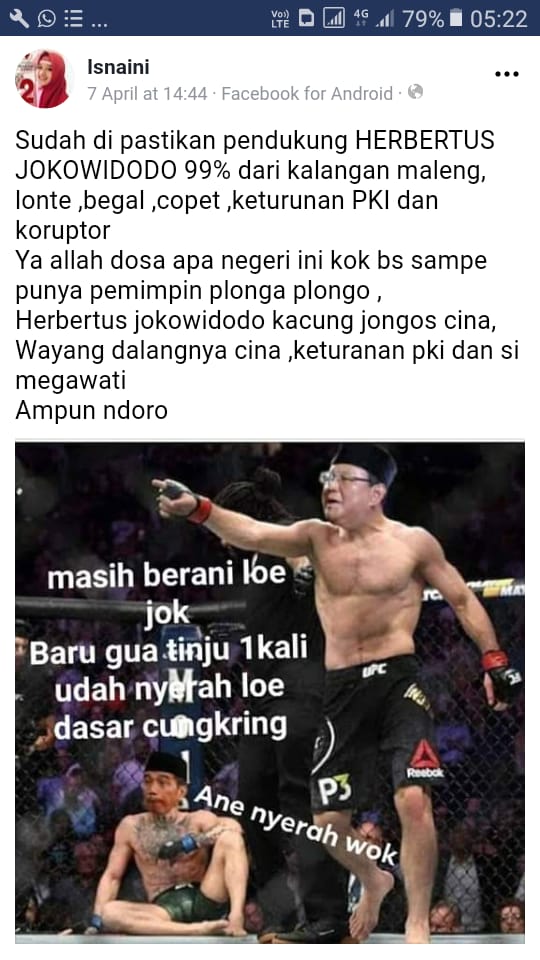 Voi) LTE 4G 79% 05:22
Isnaini
7 April at 14:44 · Facebook for Android ·
Sudah di pastikan pendukung HERBERTUS
JOKOWIDODO 99% dari kalangan maleng,
lonte ,begal ,copet ,keturunan PKI dan
koruptor
Ya allah dosa apa negeri ini kok bs sampe
punya pemimpin plonga plongo ,
Herbertus jokowidodo kacung jongos cina,
Wayang dalangnya cina ,keturanan pki dan si
megawati
Ampun ndoro
masih berani loe
jok
Baru gua tinju 1kali
udah nyerah loe
dasar cungkring
Ane nyerah wok
UFC
P3
Reebok
2